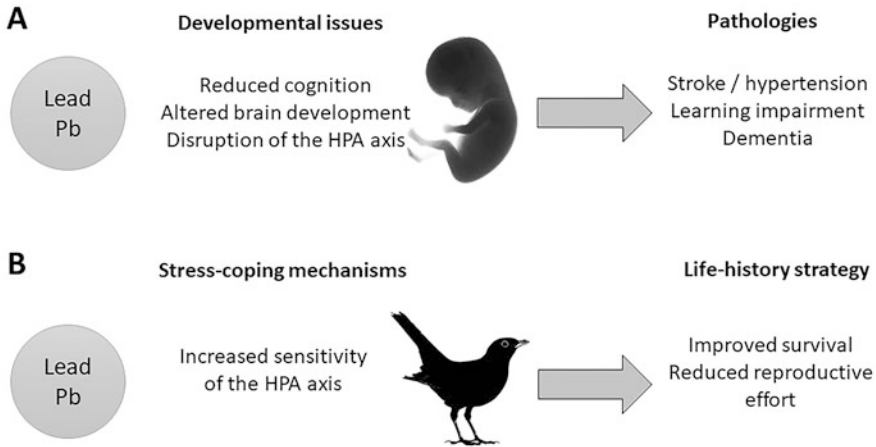 A
Developmental issues
Pathologies
Lead
Pb
Reduced cognition
Altered brain development
Disruption of the HPA axis
Stroke / hypertension
Learning impairment
Dementia
B
Stress-coping mechanisms
Life-history strategy
Lead
Pb
Increased sensitivity
of the HPA axis
Improved survival
Reduced reproductive
effort